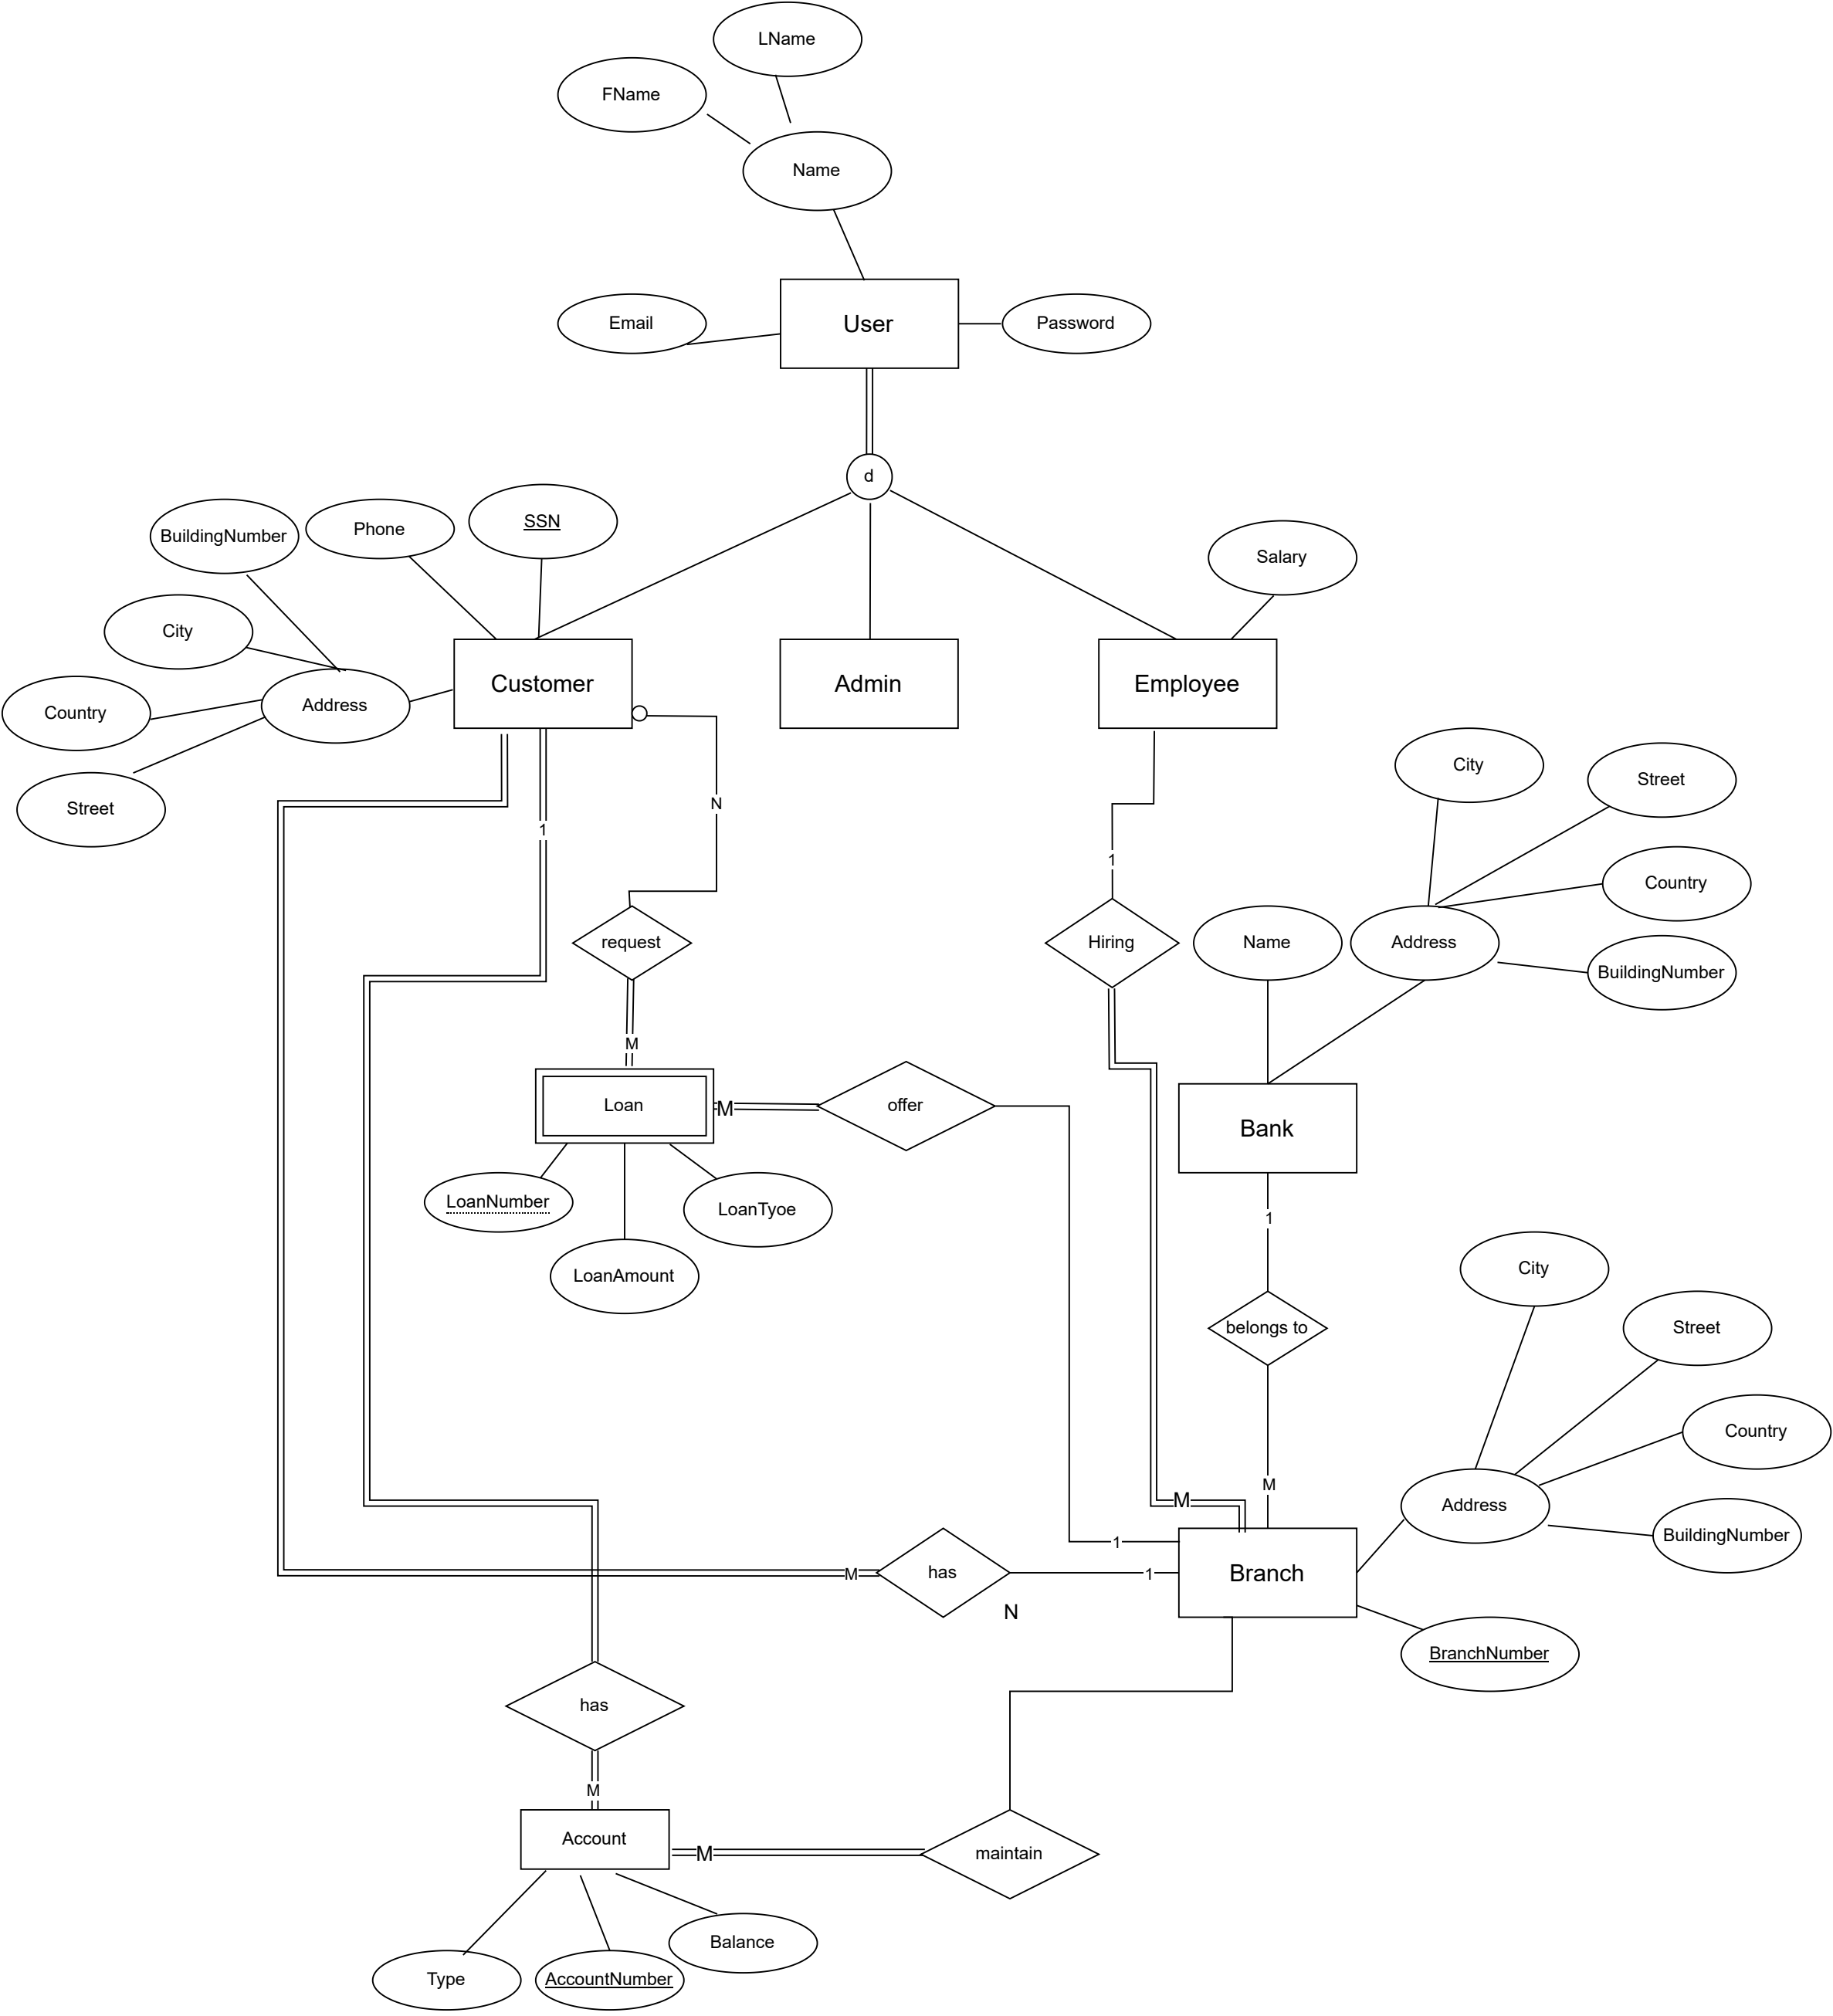 LName
FName
Name
User
Email
Password
d
SSN
Phone
BuildingNumber
Salary
City
Customer
Admin
Employee
Address
Country
Street
City
Street
N
1
1
Country
request
Hiring
Name
Address
BuildingNumber
M
Loan
M
offer
Bank
LoanNumber
LoanTyoe
1
LoanAmount
City
belongs to
Street
Country
M
M
Address
BuildingNumber
1
M
has
1
Branch
N
BranchNumber
has
M
Account
M
maintain
Balance
Type
AccountNumber